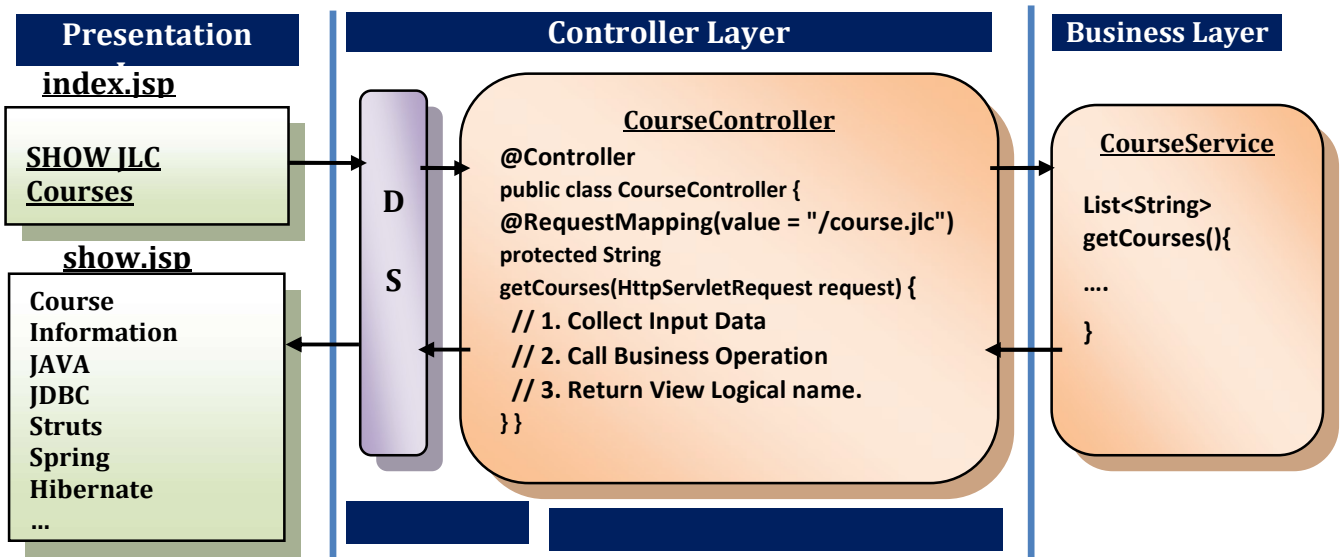 Presentation
Controller Layer
Business Layer
index.jsp
SHOW JLC
Courses
show.jsp
Course
Information
JAVA
JDBC
Struts
Spring
Hibernate
...
D
S
CourseController
@Controller
public class CourseController {
@RequestMapping(value = "/course.jlc")
protected String
getCourses(HttpServletRequest request) {
// 1. Collect Input Data
// 2. Call Business Operation
// 3. Return View Logical name.
} }
CourseService
List<String>
getCourses(){
....
}